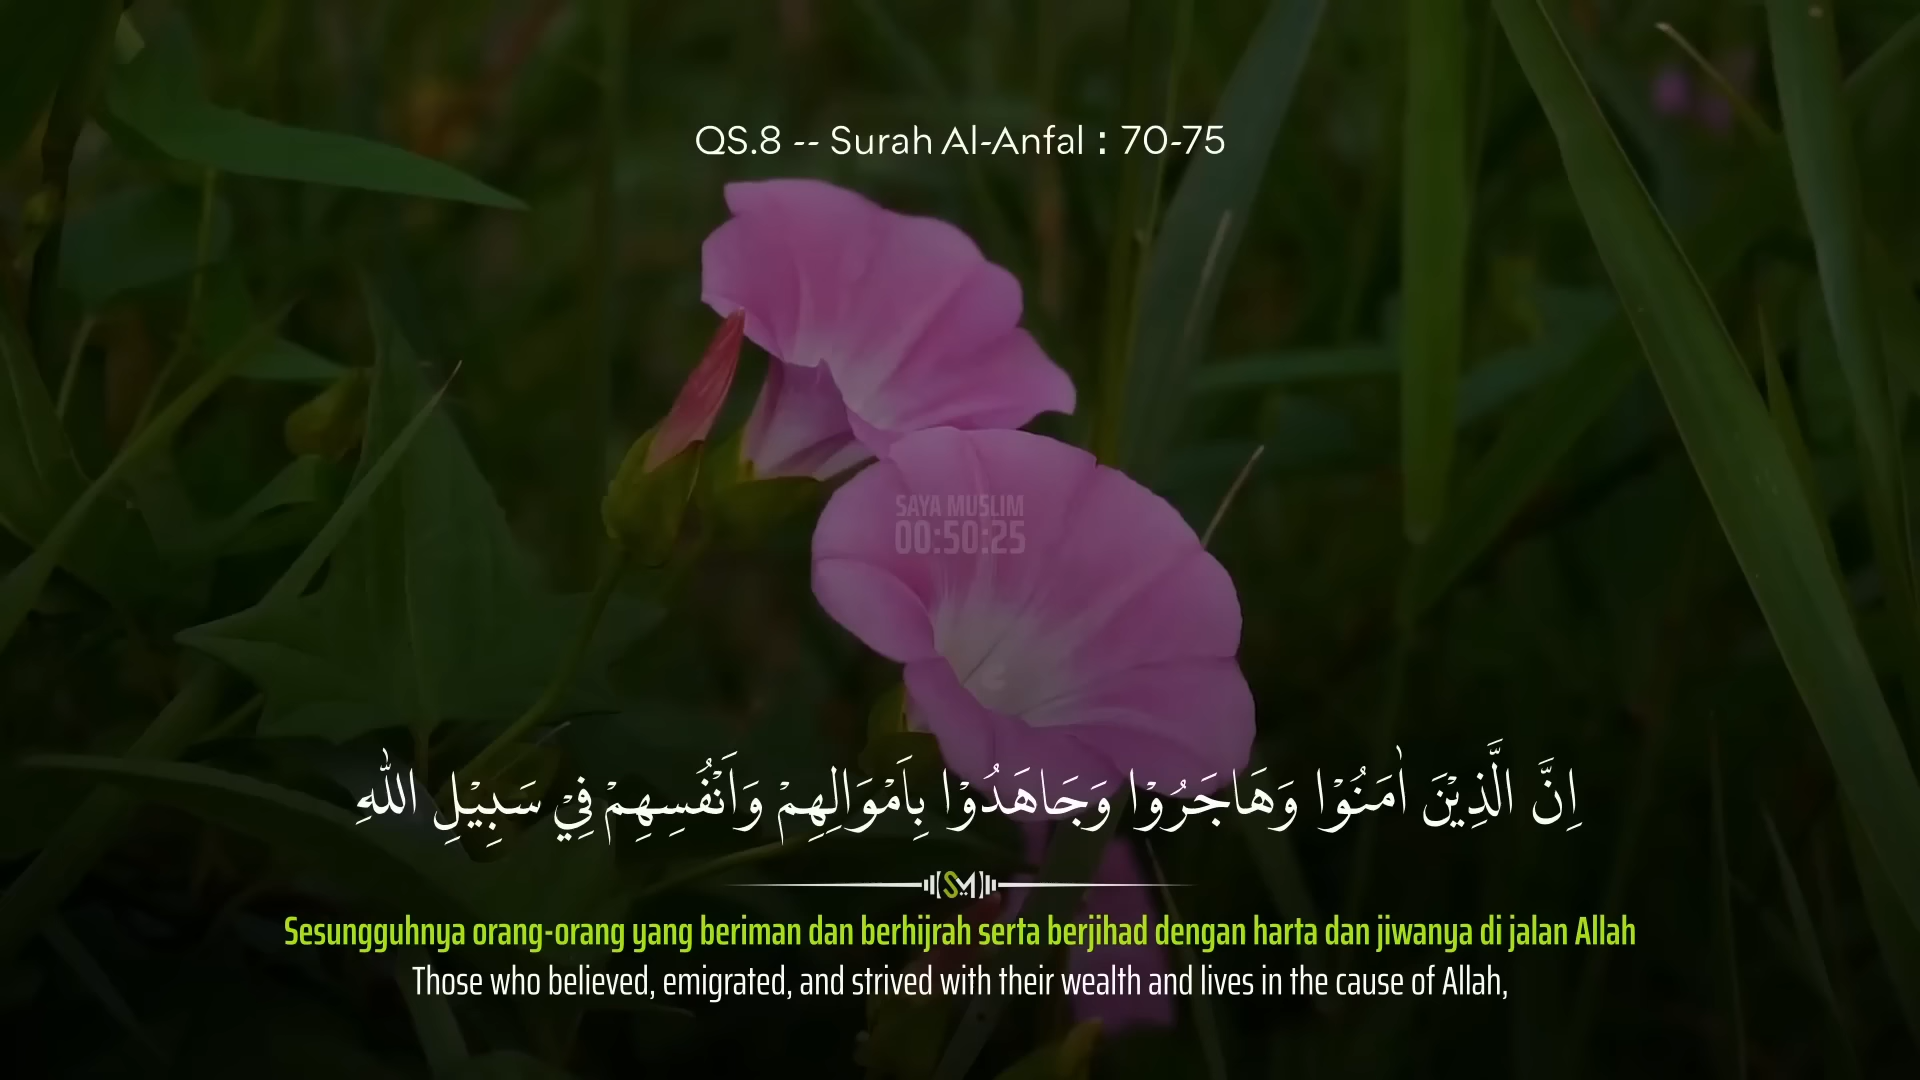 QS.8 -- Surah Al-Anfal : 70-75
SAYA MUSLIM
00:50:25
اِنَّ الَّذِيْنَ اٰمَنُوْا وَهَاجَرُوْا وَجَاهَدُوْا بِاَمْوَالِهِمْ وَاَنْفُسِهِمْ فِيْ سَبِيْلِ اللّٰهِ
SM
Sesungguhnya orang-orang yang beriman dan berhijrah serta berjihad dengan harta dan jiwanya di jalan Allah
Those who believed, emigrated, and strived with their wealth and lives in the cause of Allah,